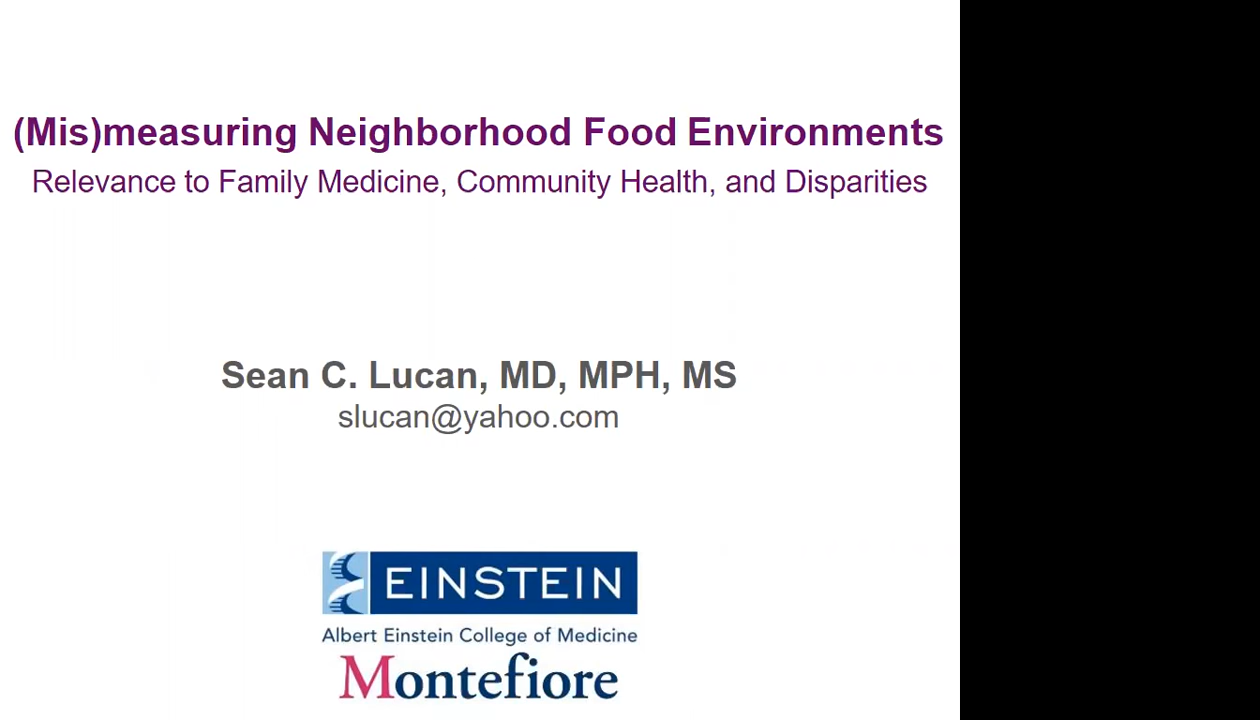 (Mis)measuring Neighborhood Food Environments
Relevance to Family Medicine, Community Health, and Disparities
Sean C. Lucan, MD, MPH, MS
slucan@yahoo.com
EINSTEIN
Albert Einstein College of Medicine
Montefiore